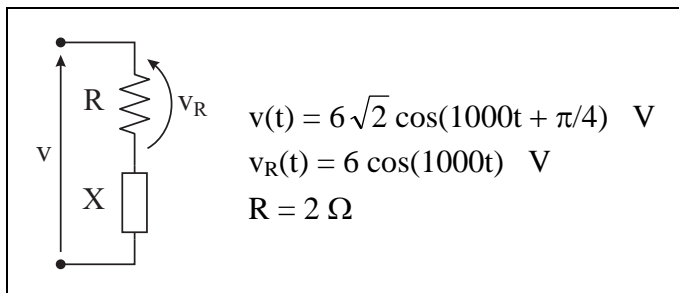 R
v_R
v
X
v(t) = 6√2 cos(1000t + π/4) V
v_R(t) = 6 cos(1000t) V
R = 2 Ω